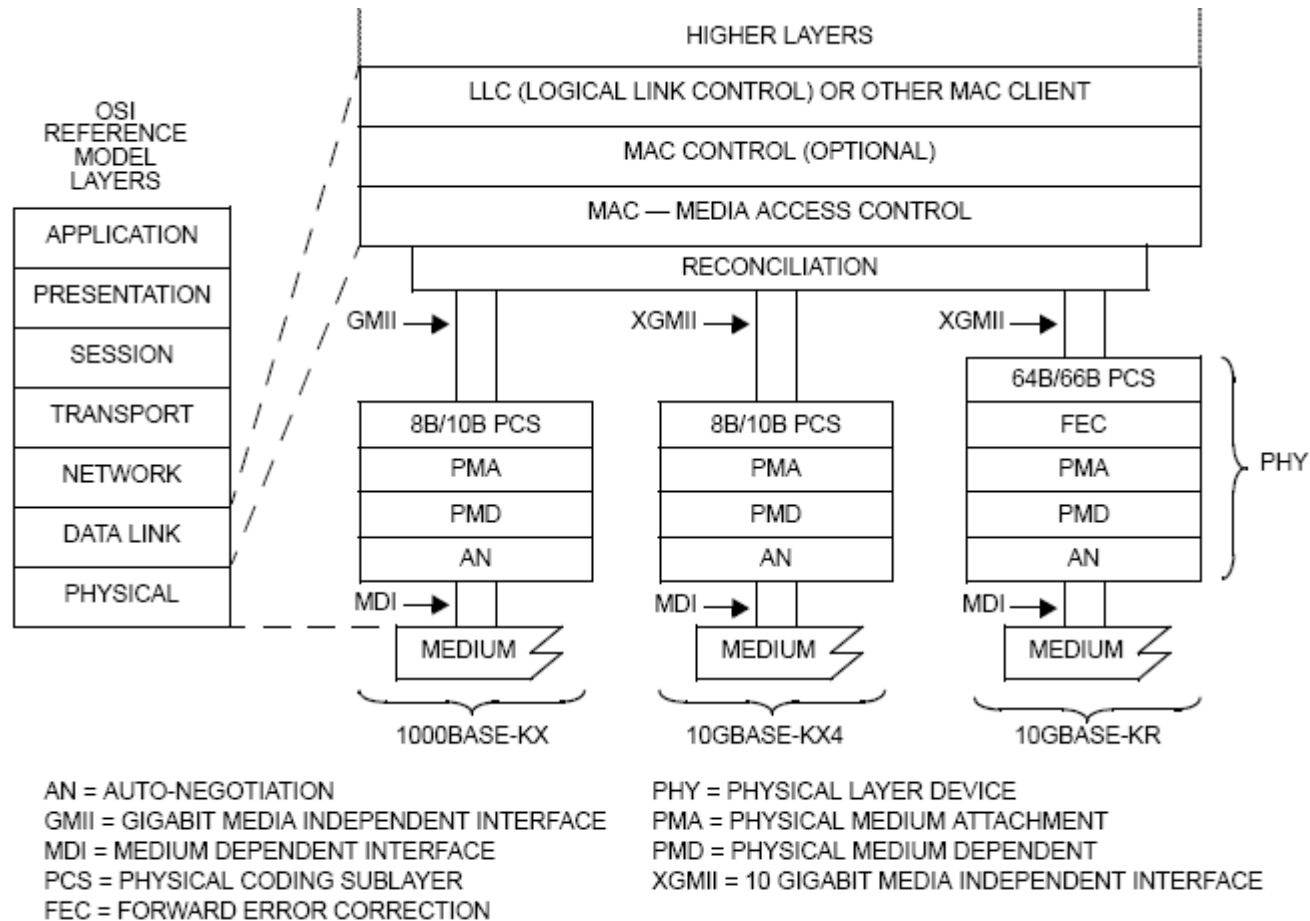 HIGHER LAYERS
LLC (LOGICAL LINK CONTROL) OR OTHER MAC CLIENT
MAC CONTROL (OPTIONAL)
MAC — MEDIA ACCESS CONTROL
RECONCILIATION
OSI
REFERENCE
MODEL
LAYERS
APPLICATION
PRESENTATION
SESSION
TRANSPORT
NETWORK
DATA LINK
PHYSICAL
GMII
8B/10B PCS
PMA
PMD
AN
MDI
MEDIUM
1000BASE-KX
XGMII
8B/10B PCS
PMA
PMD
AN
MDI
MEDIUM
10GBASE-KX4
XGMII
64B/66B PCS
FEC
PMA
PMD
AN
PHY
MDI
MEDIUM
10GBASE-KR
AN = AUTO-NEGOTIATION
GMII = GIGABIT MEDIA INDEPENDENT INTERFACE
MDI = MEDIUM DEPENDENT INTERFACE
PCS = PHYSICAL CODING SUBLAYER
FEC = FORWARD ERROR CORRECTION
PHY = PHYSICAL LAYER DEVICE
PMA = PHYSICAL MEDIUM ATTACHMENT
PMD = PHYSICAL MEDIUM DEPENDENT
XGMII = 10 GIGABIT MEDIA INDEPENDENT INTERFACE